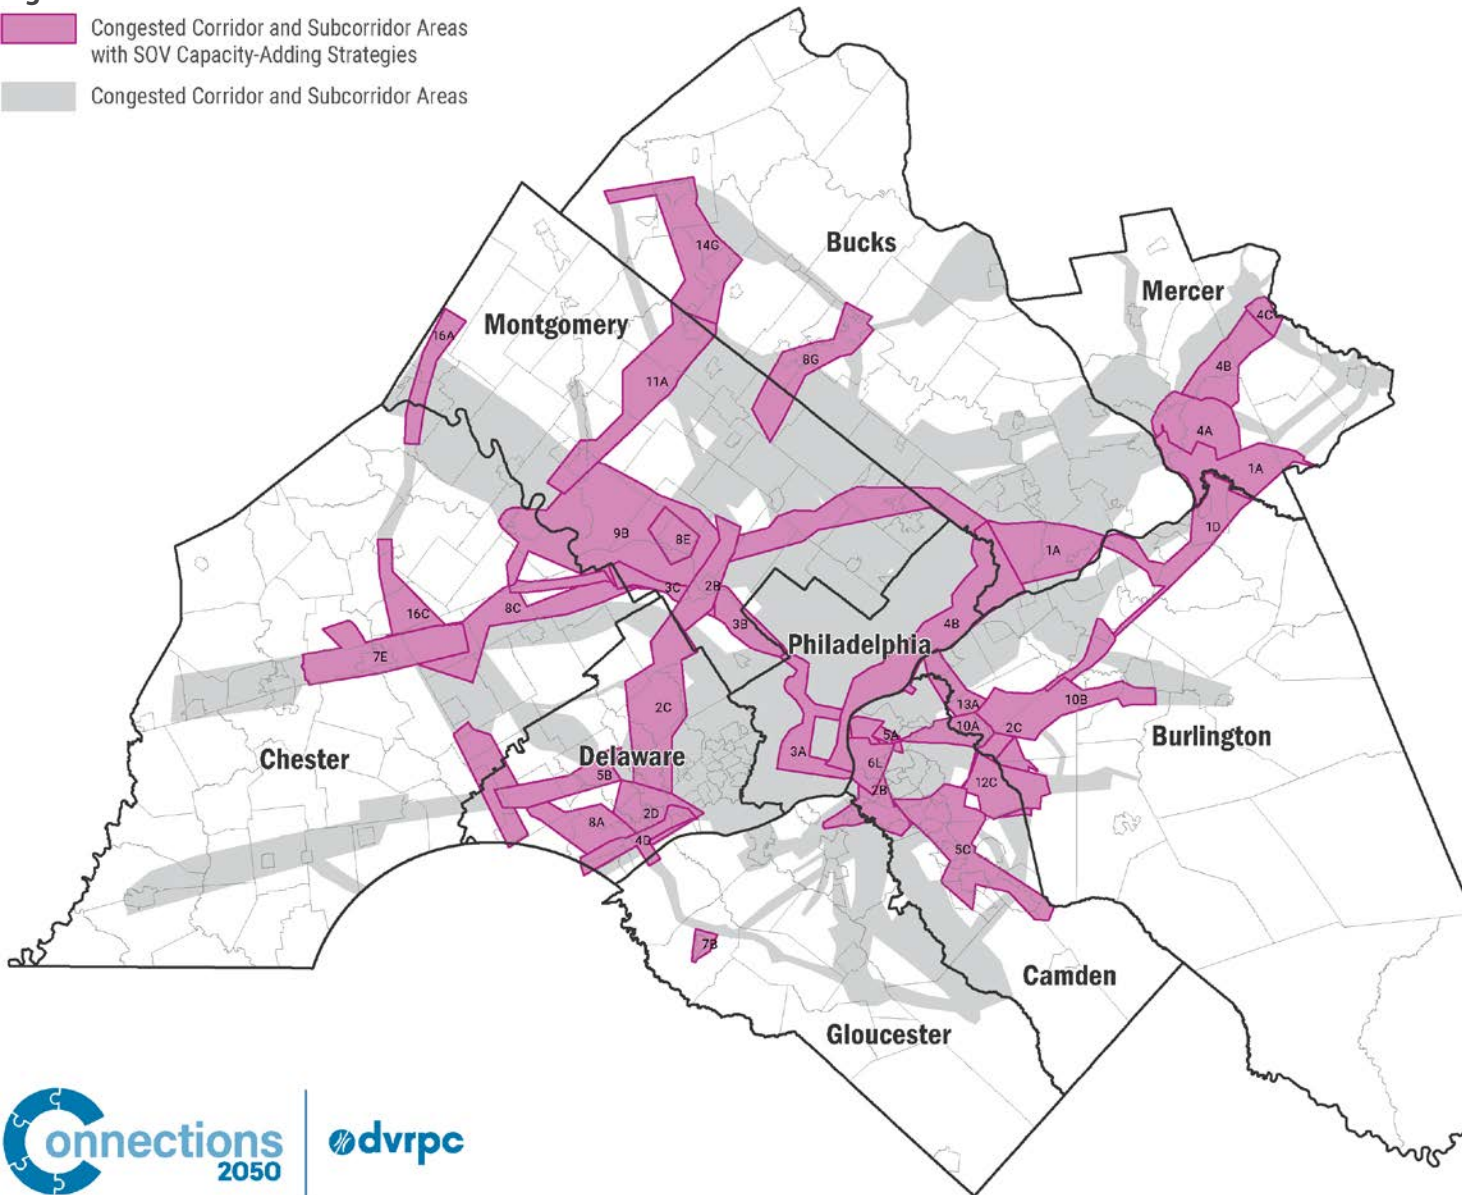 Congested Corridor and Subcorridor Areas
with SOV Capacity-Adding Strategies
Congested Corridor and Subcorridor Areas
Bucks
14G
Mercer
4C
Montgomery
16A
8G
4B
11A
4A
1A
1D
9B
8E
1A
3C
2B
16C
8C
3B
4B
Philadelphia
7E
13A
10B
2C
10A
2C
Burlington
5A
3A
Chester
Delaware
6L
5B
12C
2B
8A
2D
4D
5C
7B
Camden
Gloucester
Connections
2050
dvrpc